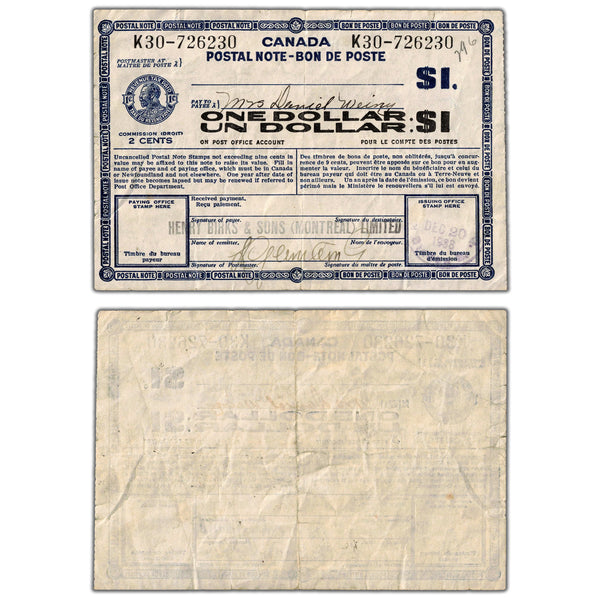 POSTAL NOTE BON DE POSTE POSTAL NOTE BON DE POSTE POSTAL NOTE BON DE POSTE
K30-726230 CANADA K30-726230
296
POSTMASTER AT
MAITRE DE POSTE À
POSTAL NOTE-BON DE POSTE
$1.
REVENUE TAX PAID
1¢ 1¢
PAY TO
PAYEZ À
Mrs Daniel
ONE DOLLAR
UN DOLLAR. $1
COMMISSION (DROIT)
2 CENTS
ON POST OFFICE ACCOUNT POUR LE COMPTE DES POSTES
Uncancelled Postal Note Stamps not exceeding nine cents in
value may be affixed to this note to raise its value. Fill in
name of payee and of paying office, which must be in Canada
or Newfoundland and not elsewhere. One year after date of
issue note becomes lapsed but may be renewed if referred to
Post Office Department.
Des timbres de bons de poste, non oblitérés, jusqu'à concurrence
de 9 cents, peuvent être apposés sur ce bon pour en augmenter
la valeur. Inscrivez les nom du bénéficiaire et celui du bureau
payeur qui doit être au Canada ou à Terre-Neuve et
non ailleurs. Un an après la date de l'émission, ce bon devient
périmé mais le Ministère le renouvellera s'il lui est envoyé.
PAYING OFFICE
STAMP HERE
Timbre du bureau
payeur
Received payment.
Reçu paiement.
Signature of payee. Signature du destinataire.
HENRY BIRKS & SONS (MONTREAL) LIMITED
Name of remitter. Nom de l'envoyeur.
Signature of Postmaster. Signature du maître de poste.
ISSUING OFFICE
STAMP HERE
DEC 20
1938
Timbre du bureau
d'émission
POSTAL NOTE BON DE POSTE POSTAL NOTE BON DE POSTE POSTAL NOTE BON DE POSTE